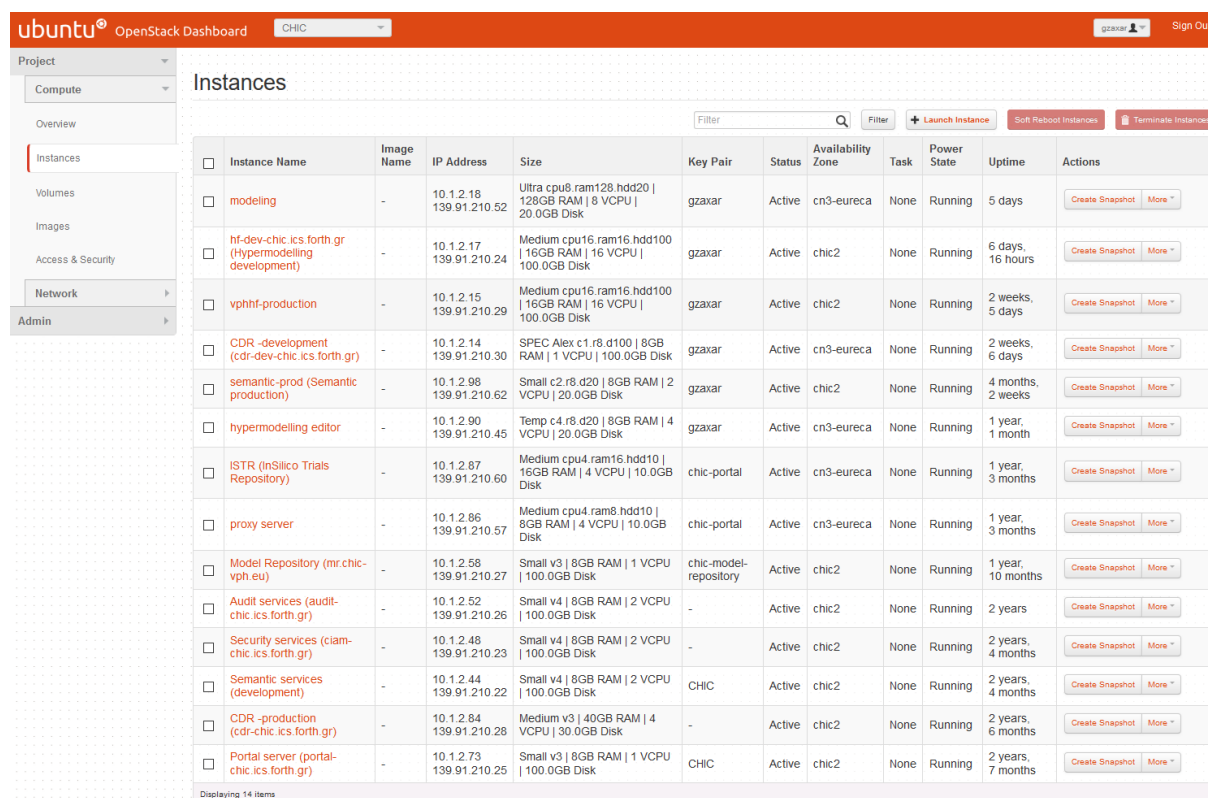 ubuntu® OpenStack Dashboard CHIC gzaxar Sign Ou
Project
Compute
Overview
Instances
Volumes
Images
Access & Security
Network
Admin
Instances
Filter Filter + Launch Instance Soft Reboot Instances Terminate Instances
Instance Name Image Name IP Address Size Key Pair Status Availability Zone Task Power State Uptime Actions
modeling - 10.1.2.18 139.91.210.52 Ultra cpu8.ram128.hdd20 | 128GB RAM | 8 VCPU | 20.0GB Disk gzaxar Active cn3-eureca None Running 5 days Create Snapshot More
hf-dev-chic.ics.forth.gr (Hypermodelling development) - 10.1.2.17 139.91.210.24 Medium cpu16.ram16.hdd100 | 16GB RAM | 16 VCPU | 100.0GB Disk gzaxar Active chic2 None Running 6 days, 16 hours Create Snapshot More
vphhf-production - 10.1.2.15 139.91.210.29 Medium cpu16.ram16.hdd100 | 16GB RAM | 16 VCPU | 100.0GB Disk gzaxar Active chic2 None Running 2 weeks, 5 days Create Snapshot More
CDR -development (cdr-dev-chic.ics.forth.gr) - 10.1.2.14 139.91.210.30 SPEC Alex c1.r8.d100 | 8GB RAM | 1 VCPU | 100.0GB Disk gzaxar Active cn3-eureca None Running 2 weeks, 6 days Create Snapshot More
semantic-prod (Semantic production) - 10.1.2.98 139.91.210.62 Small c2.r8.d20 | 8GB RAM | 2 VCPU | 20.0GB Disk gzaxar Active chic2 None Running 4 months, 2 weeks Create Snapshot More
hypermodelling editor - 10.1.2.90 139.91.210.45 Temp c4.r8.d20 | 8GB RAM | 4 VCPU | 20.0GB Disk gzaxar Active cn3-eureca None Running 1 year, 1 month Create Snapshot More
ISTR (InSilico Trials Repository) - 10.1.2.87 139.91.210.60 Medium cpu4.ram16.hdd10 | 16GB RAM | 4 VCPU | 10.0GB Disk chic-portal Active cn3-eureca None Running 1 year, 3 months Create Snapshot More
proxy server - 10.1.2.86 139.91.210.57 Medium cpu4.ram8.hdd10 | 8GB RAM | 4 VCPU | 10.0GB Disk chic-portal Active cn3-eureca None Running 1 year, 3 months Create Snapshot More
Model Repository (mr.chic-vph.eu) - 10.1.2.58 139.91.210.27 Small v3 | 8GB RAM | 1 VCPU | 100.0GB Disk chic-model-repository Active chic2 None Running 1 year, 10 months Create Snapshot More
Audit services (audit-chic.ics.forth.gr) - 10.1.2.52 139.91.210.26 Small v4 | 8GB RAM | 2 VCPU | 100.0GB Disk - Active chic2 None Running 2 years Create Snapshot More
Security services (ciam-chic.ics.forth.gr) - 10.1.2.48 139.91.210.23 Small v4 | 8GB RAM | 2 VCPU | 100.0GB Disk - Active chic2 None Running 2 years, 4 months Create Snapshot More
Semantic services (development) - 10.1.2.44 139.91.210.22 Small v4 | 8GB RAM | 2 VCPU | 100.0GB Disk CHIC Active chic2 None Running 2 years, 4 months Create Snapshot More
CDR -production (cdr-chic.ics.forth.gr) - 10.1.2.84 139.91.210.28 Medium v3 | 40GB RAM | 4 VCPU | 30.0GB Disk - Active chic2 None Running 2 years, 6 months Create Snapshot More
Portal server (portal-chic.ics.forth.gr) - 10.1.2.73 139.91.210.25 Small v3 | 8GB RAM | 1 VCPU | 100.0GB Disk CHIC Active chic2 None Running 2 years, 7 months Create Snapshot More
Displaying 14 items